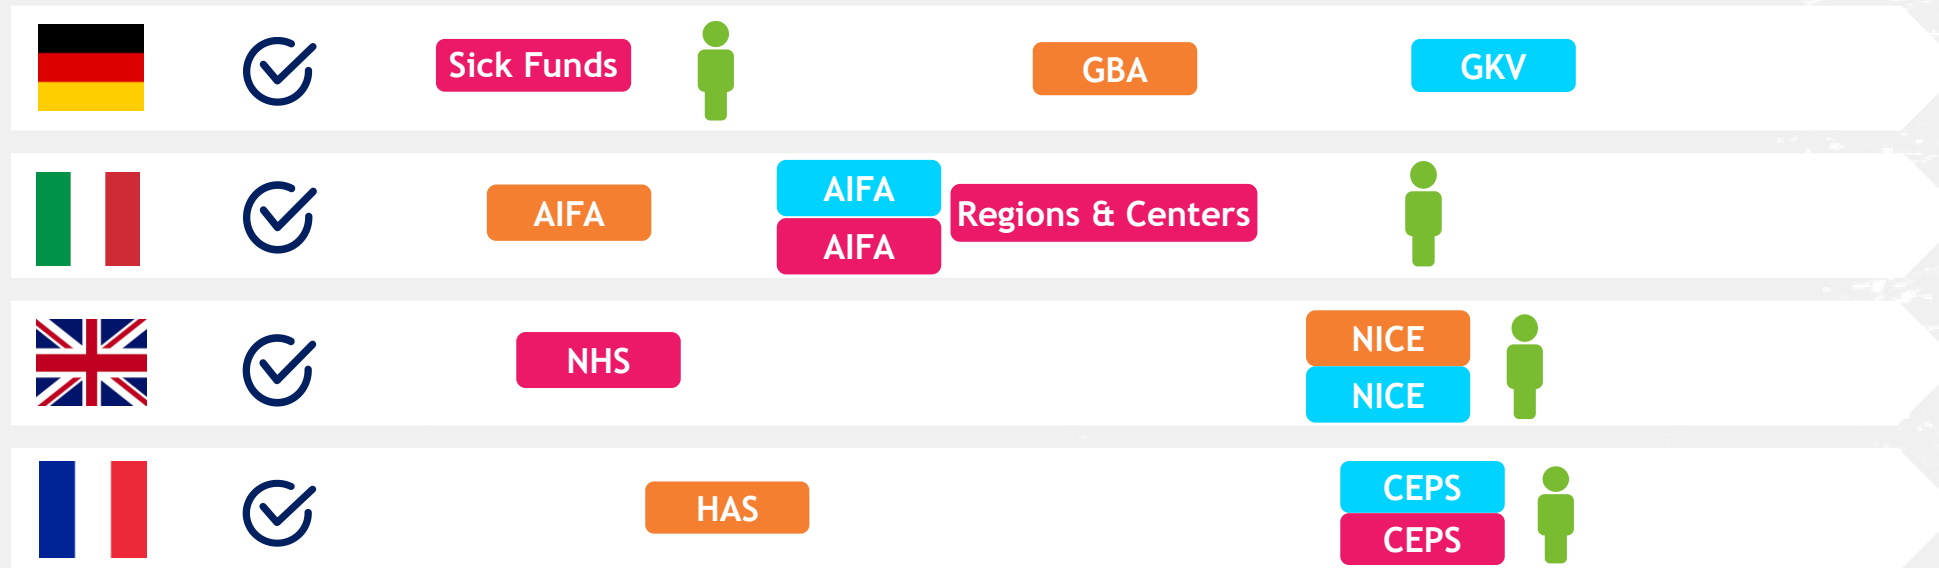 Sick Funds
GBA
GKV
AIFA
AIFA
AIFA
Regions & Centers
NHS
NICE
NICE
HAS
CEPS
CEPS